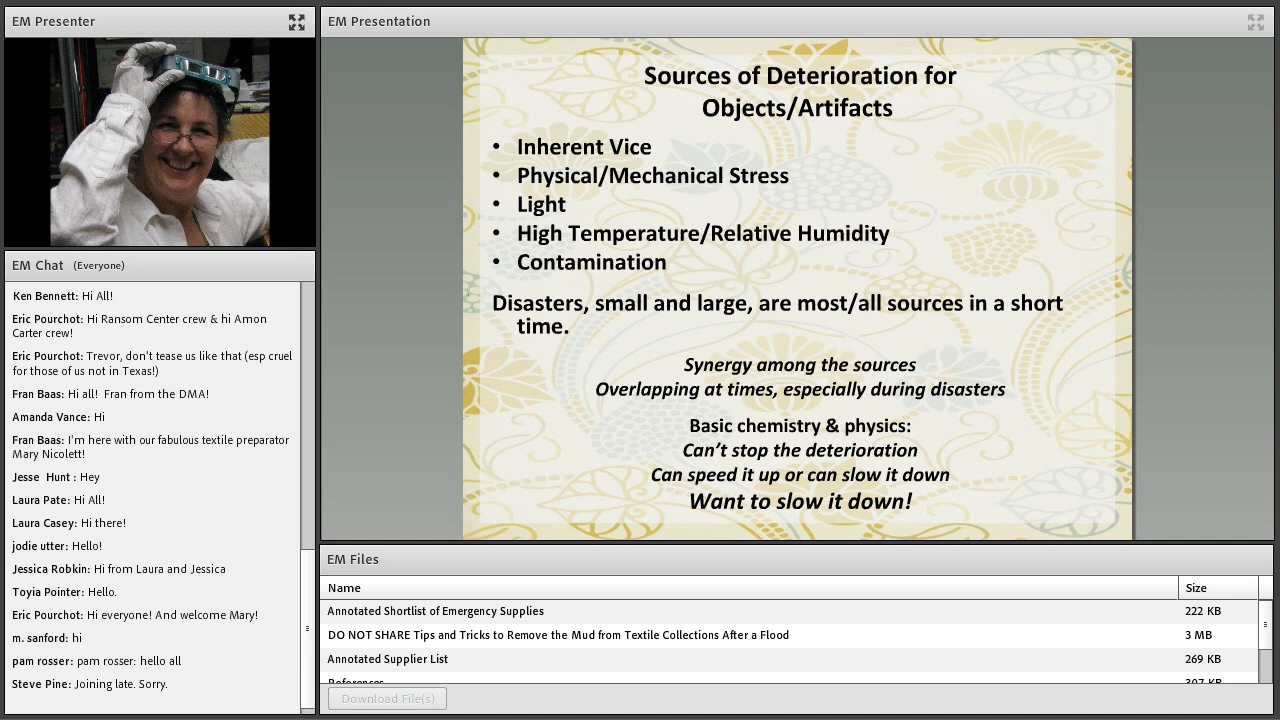 EM Presenter
EM Presentation
Sources of Deterioration for
Objects/Artifacts
• Inherent Vice
• Physical/Mechanical Stress
• Light
• High Temperature/Relative Humidity
• Contamination
Disasters, small and large, are most/all sources in a short
time.
Synergy among the sources
Overlapping at times, especially during disasters
Basic chemistry & physics:
Can't stop the deterioration
Can speed it up or can slow it down
Want to slow it down!
EM Chat (Everyone)
Ken Bennett: Hi All!
Eric Pourchot: Hi Ransom Center crew & hi Amon
Carter crew!
Eric Pourchot: Trevor, don't tease us like that (esp cruel
for those of us not in Texas!)
Fran Baas: Hi all! Fran from the DMA!
Amanda Vance: Hi
Fran Baas: I'm here with our fabulous textile preparator
Mary Nicolett!
Jesse Hunt : Hey
Laura Pate: Hi All!
Laura Casey: Hi there!
jodie utter: Hello!
Jessica Robkin: Hi from Laura and Jessica
Toyia Pointer: Hello.
Eric Pourchot: Hi everyone! And welcome Mary!
m. sanford: hi
pam rosser: pam rosser: hello all
Steve Pine: Joining late. Sorry.
EM Files
Name Size
Annotated Shortlist of Emergency Supplies 222 KB
DO NOT SHARE Tips and Tricks to Remove the Mud from Textile Collections After a Flood 3 MB
Annotated Supplier List 269 KB
References 307 KB
Download File(s)